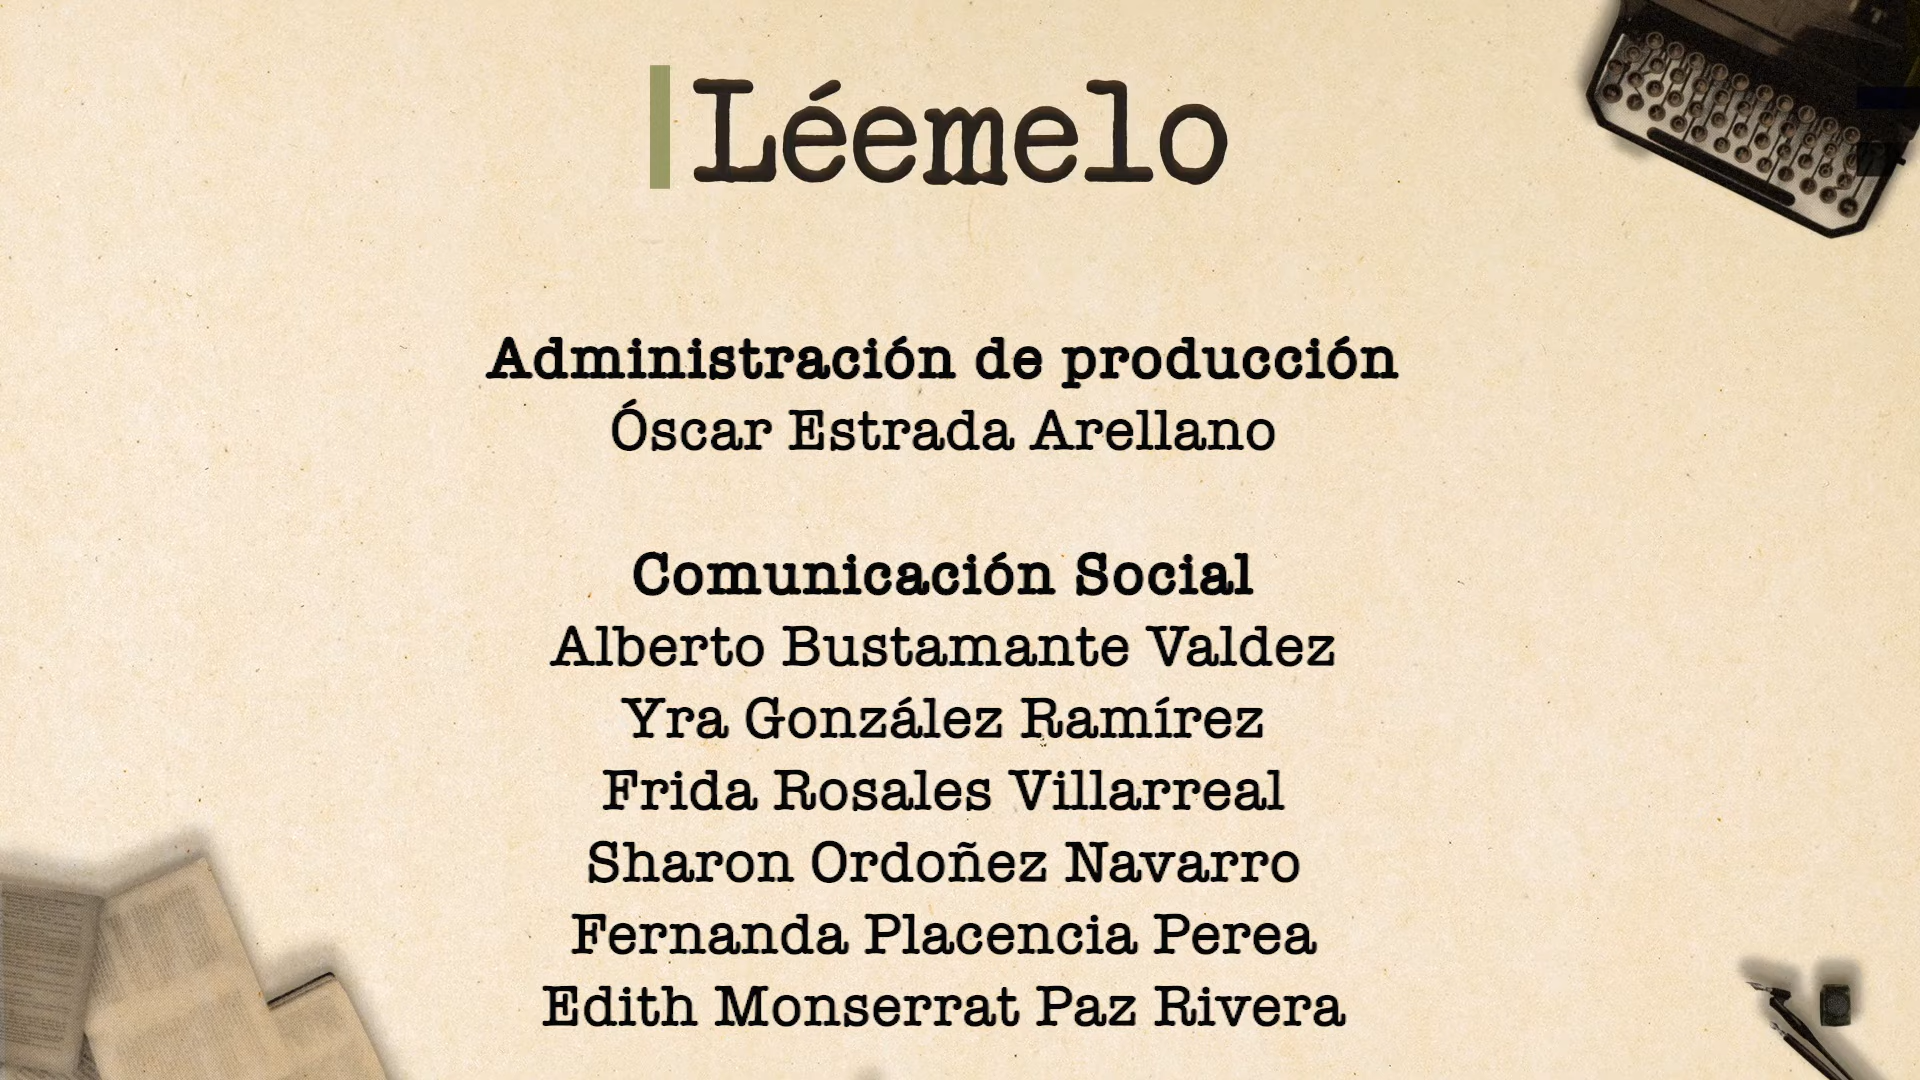 Léemelo
Administración de producción
Óscar Estrada Arellano
Comunicación Social
Alberto Bustamante Valdez
Yra González Ramírez
Frida Rosales Villarreal
Sharon Ordoñez Navarro
Fernanda Placencia Perea
Edith Monserrat Paz Rivera